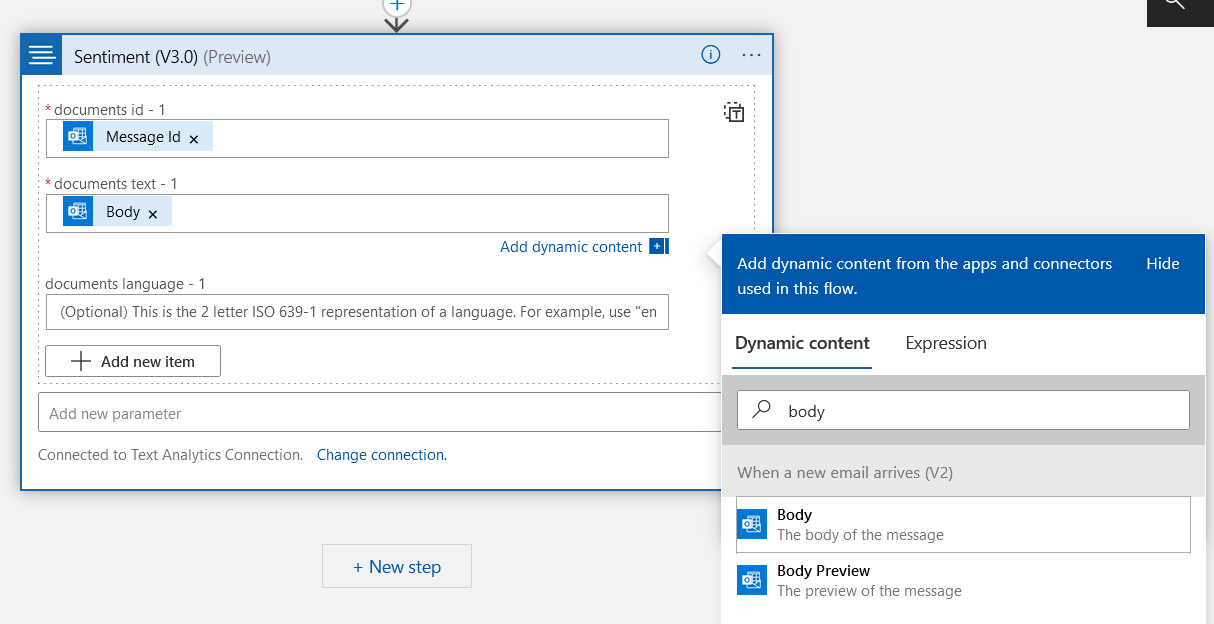 Sentiment (V3.0) (Preview)
* documents id - 1
Message Id ×
* documents text - 1
Body ×
Add dynamic content
documents language - 1
(Optional) This is the 2 letter ISO 639-1 representation of a language. For example, use "en
Add new item
Add new parameter
Connected to Text Analytics Connection. Change connection.
+ New step
Add dynamic content from the apps and connectors
used in this flow.
Hide
Dynamic content Expression
body
When a new email arrives (V2)
Body
The body of the message
Body Preview
The preview of the message